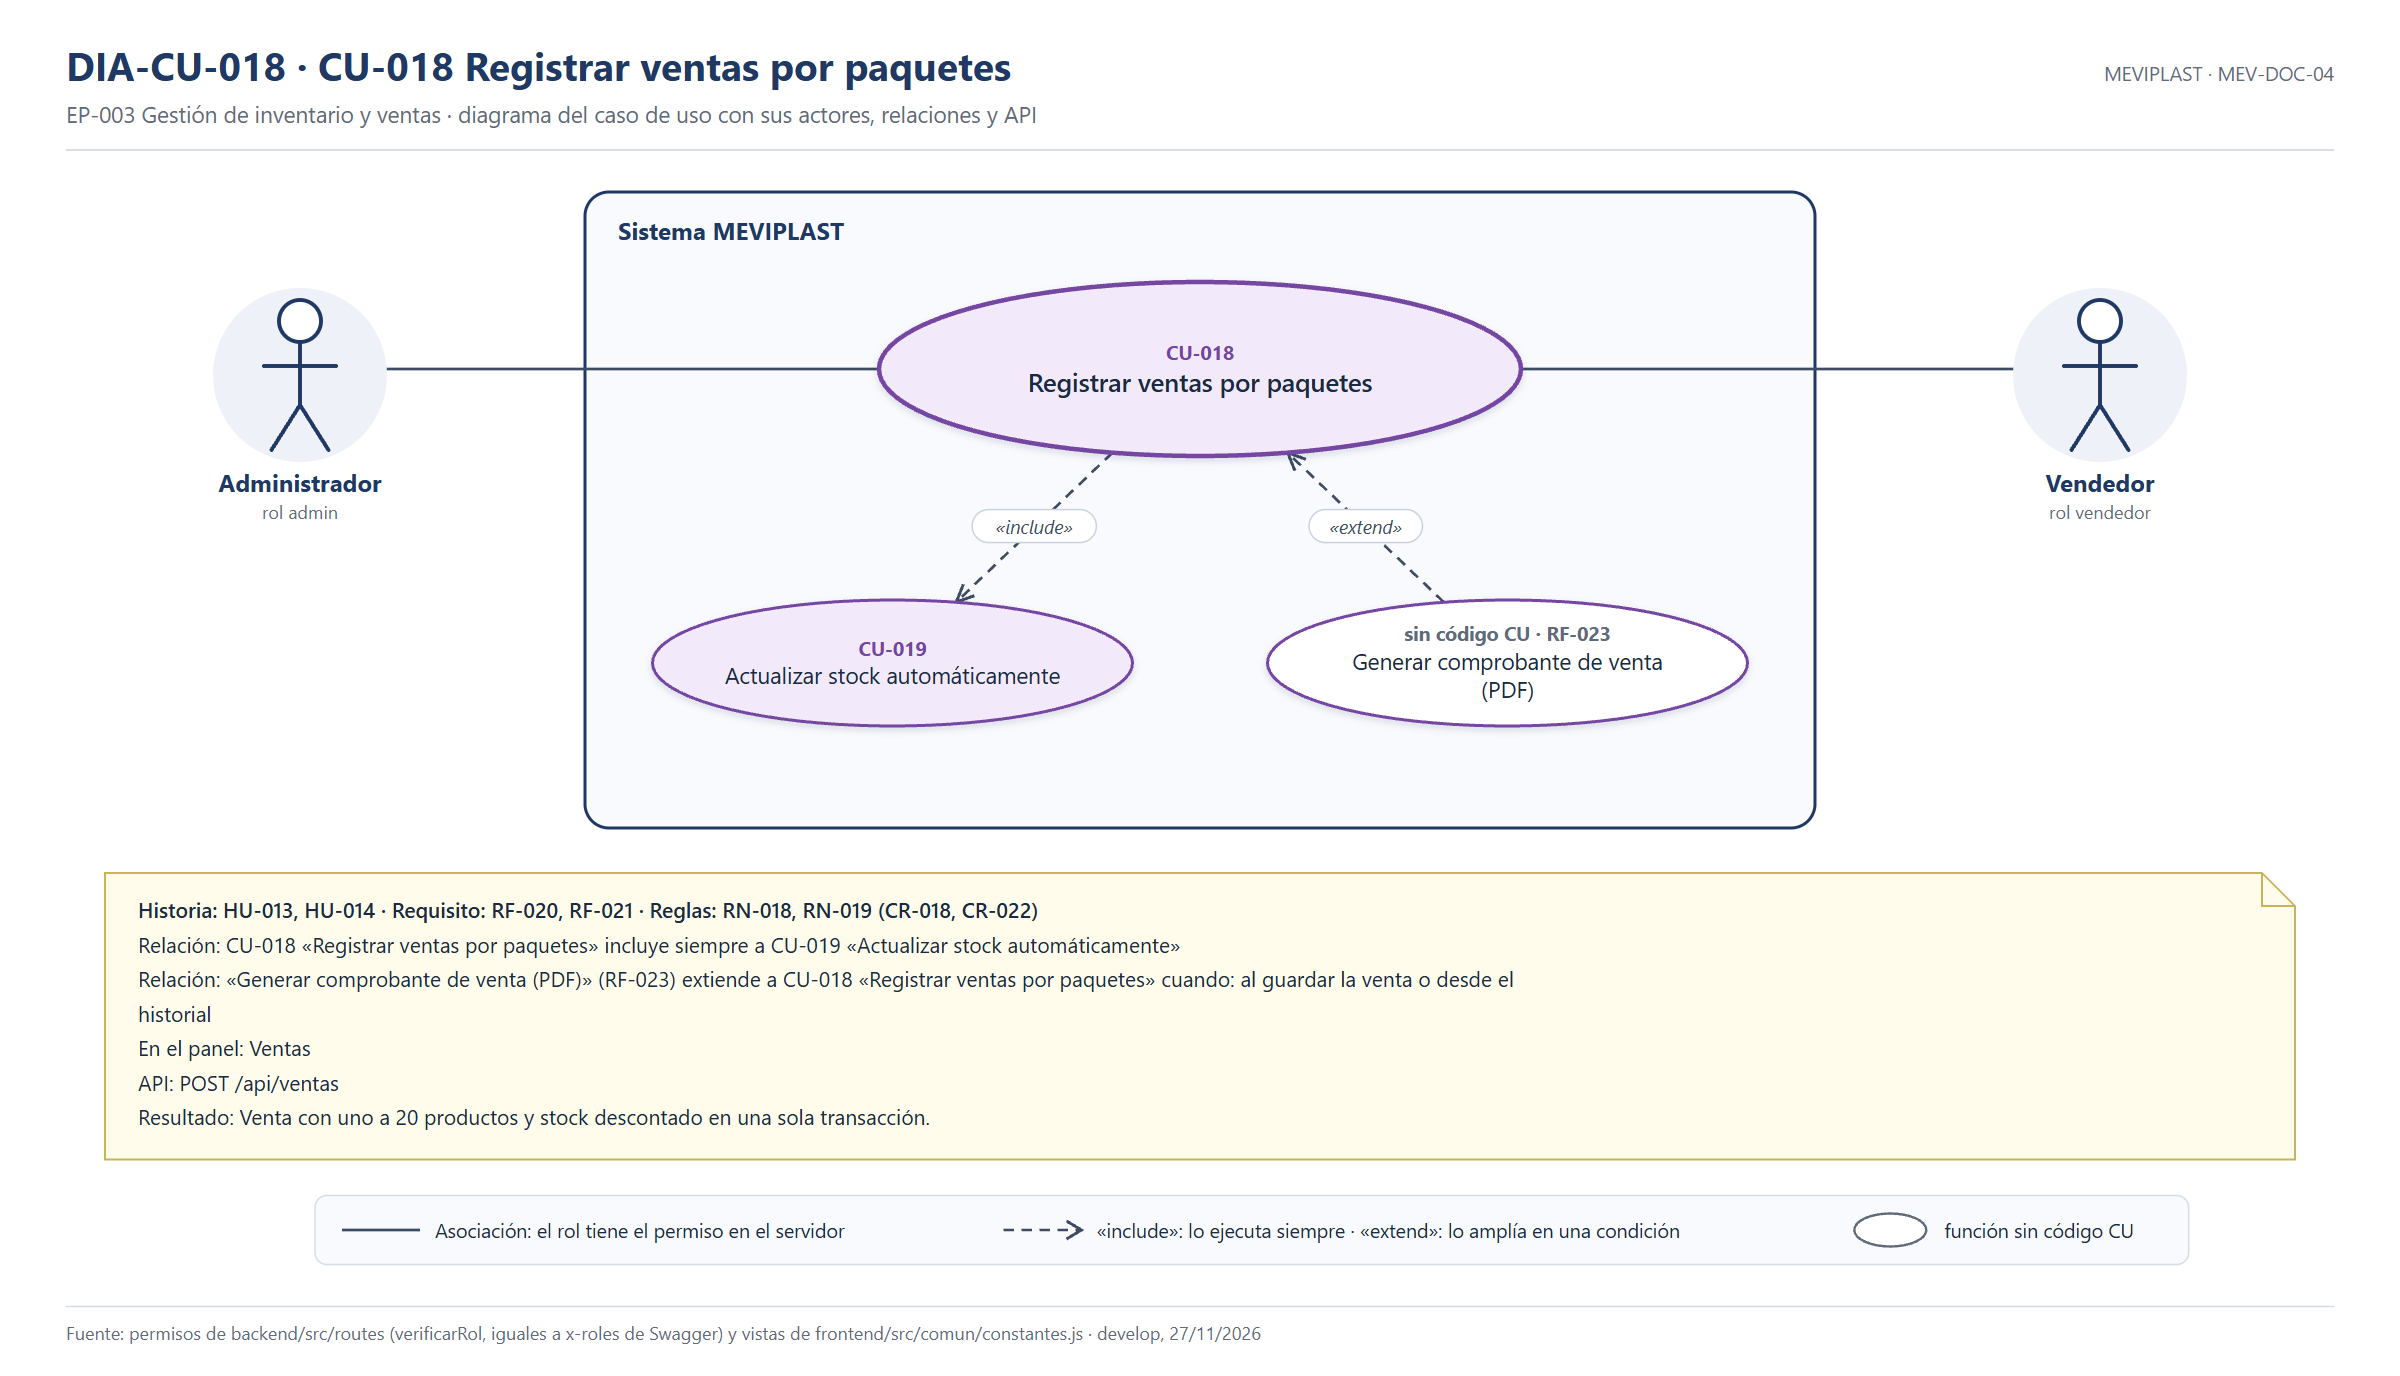 DIA-CU-018 · CU-018 Registrar ventas por paquetes
MEVIPLAST · MEV-DOC-04
EP-003 Gestión de inventario y ventas · diagrama del caso de uso con sus actores, relaciones y API
Sistema MEVIPLAST
CU-018
Registrar ventas por paquetes
Administrador
rol admin
Vendedor
rol vendedor
«include»
«extend»
CU-019
Actualizar stock automáticamente
sin código CU · RF-023
Generar comprobante de venta
(PDF)
Historia: HU-013, HU-014 · Requisito: RF-020, RF-021 · Reglas: RN-018, RN-019 (CR-018, CR-022)
Relación: CU-018 «Registrar ventas por paquetes» incluye siempre a CU-019 «Actualizar stock automáticamente»
Relación: «Generar comprobante de venta (PDF)» (RF-023) extiende a CU-018 «Registrar ventas por paquetes» cuando: al guardar la venta o desde el
historial
En el panel: Ventas
API: POST /api/ventas
Resultado: Venta con uno a 20 productos y stock descontado en una sola transacción.
Asociación: el rol tiene el permiso en el servidor
«include»: lo ejecuta siempre · «extend»: lo amplía en una condición
función sin código CU
Fuente: permisos de backend/src/routes (verificarRol, iguales a x-roles de Swagger) y vistas de frontend/src/comun/constantes.js · develop, 27/11/2026